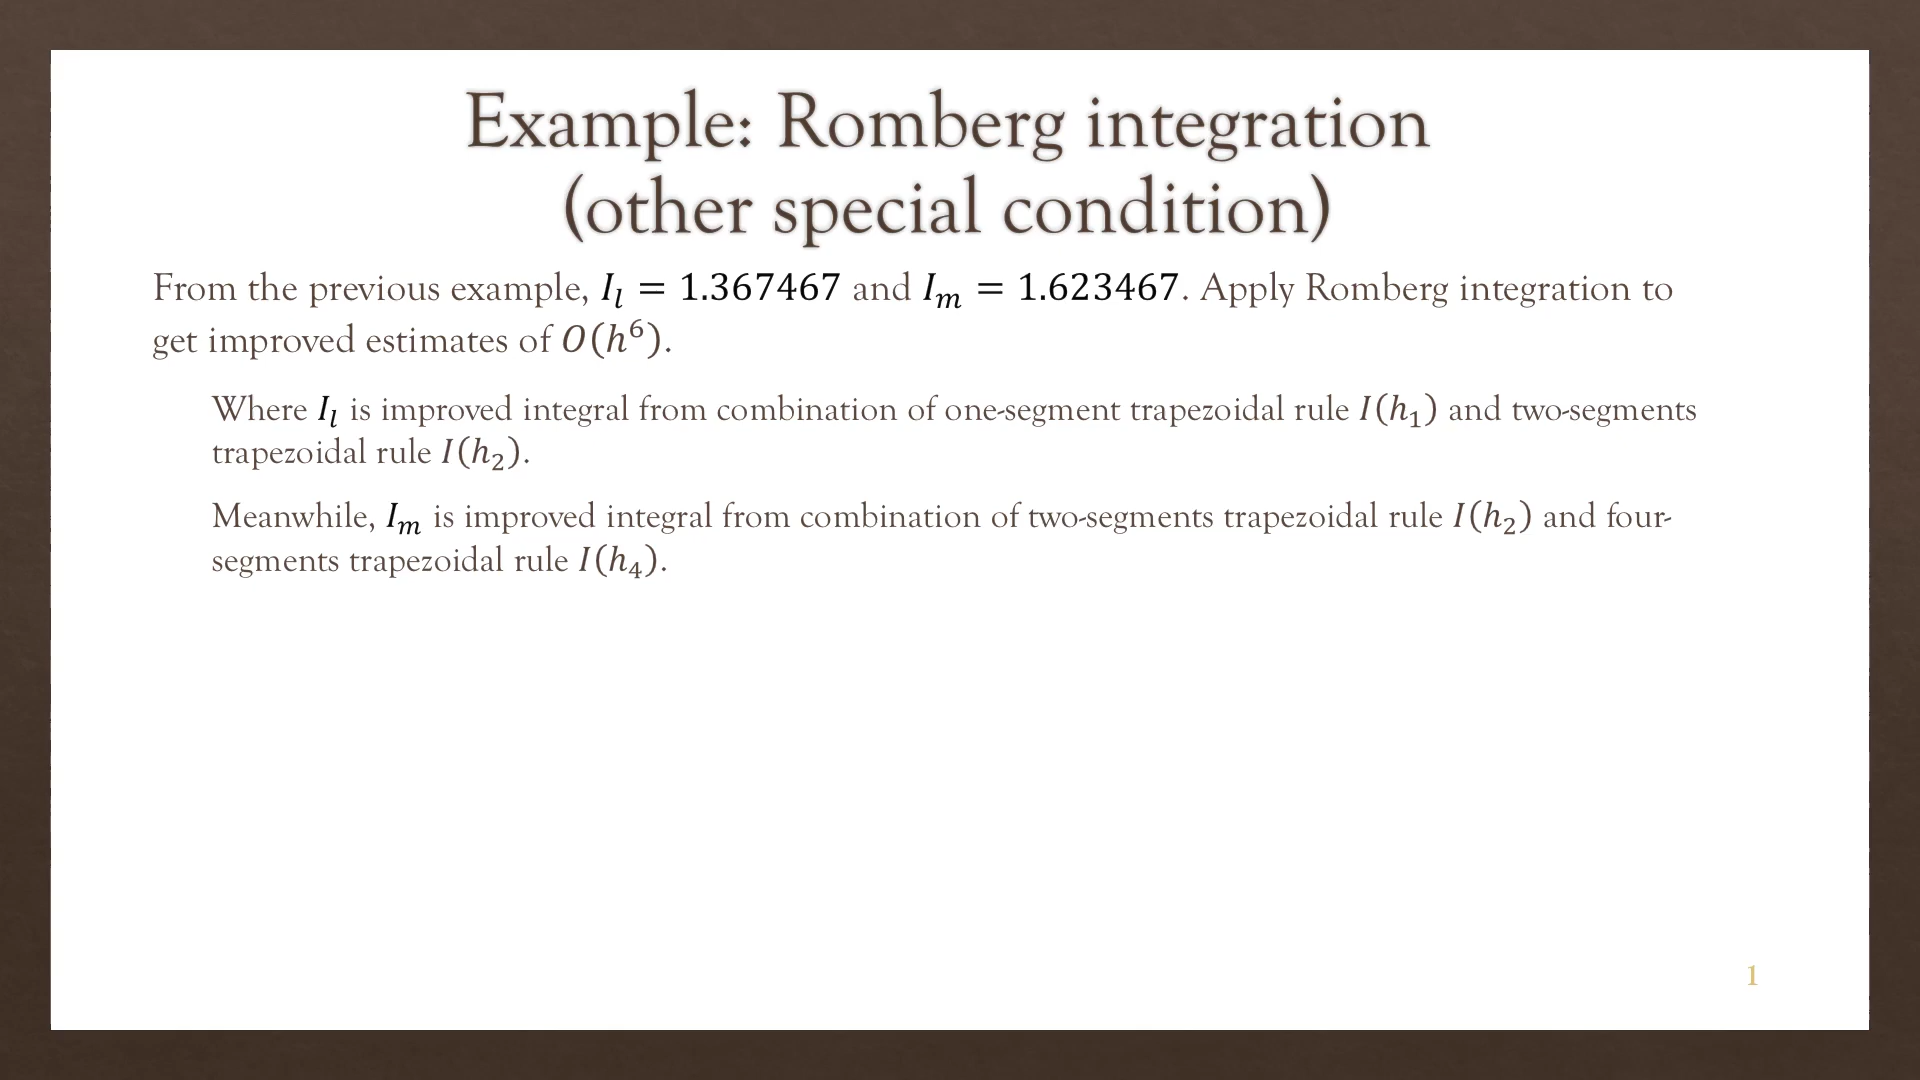 Example: Romberg integration
(other special condition)
From the previous example, $I_l = 1.367467$ and $I_m = 1.623467$. Apply Romberg integration to
get improved estimates of $O(h^6)$.
Where $I_l$ is improved integral from combination of one-segment trapezoidal rule $I(h_1)$ and two-segments
trapezoidal rule $I(h_2)$.
Meanwhile, $I_m$ is improved integral from combination of two-segments trapezoidal rule $I(h_2)$ and four-
segments trapezoidal rule $I(h_4)$.
1